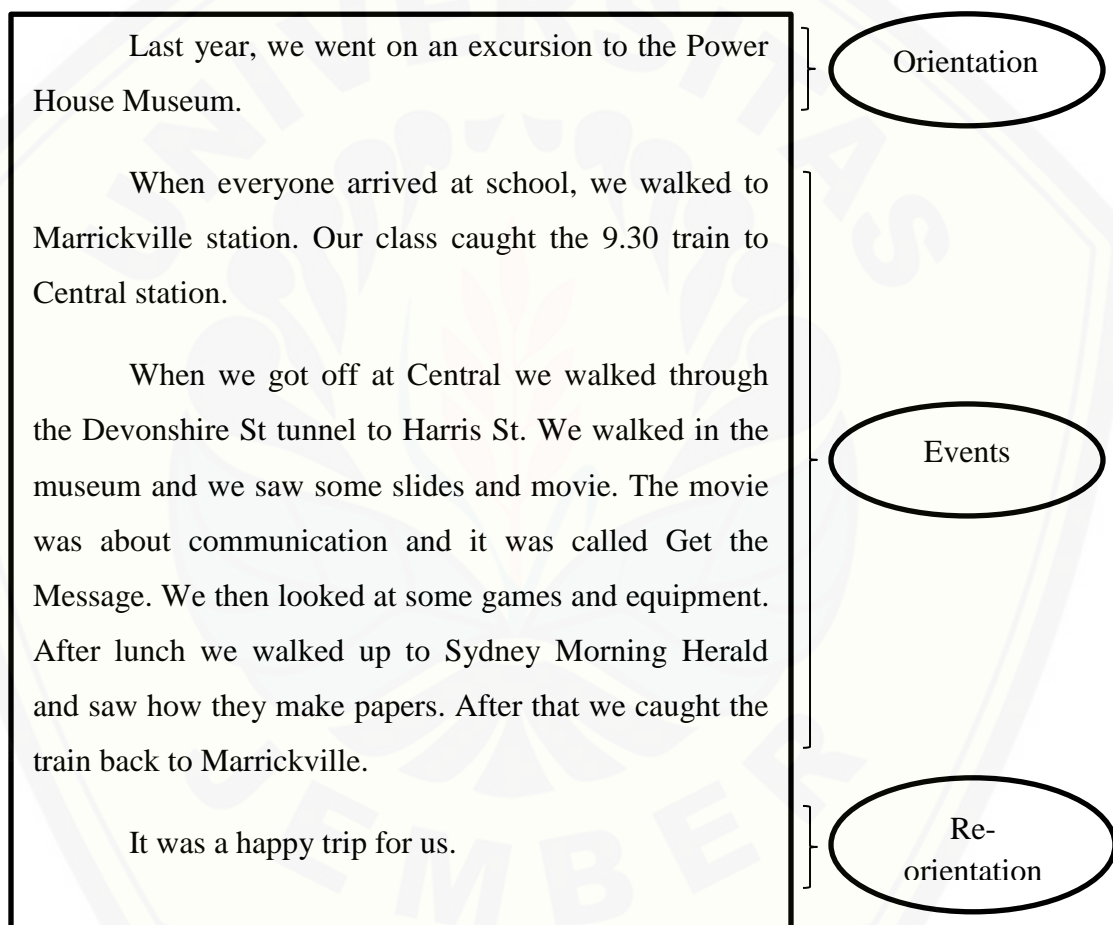 Last year, we went on an excursion to the Power
House Museum.
Orientation
When everyone arrived at school, we walked to
Marrickville station. Our class caught the 9.30 train to
Central station.
When we got off at Central we walked through
the Devonshire St tunnel to Harris St. We walked in the
museum and we saw some slides and movie. The movie
was about communication and it was called Get the
Message. We then looked at some games and equipment.
After lunch we walked up to Sydney Morning Herald
and saw how they make papers. After that we caught the
train back to Marrickville.
Events
It was a happy trip for us.
Re-
orientation
UNIVERSITAS
JEMBER